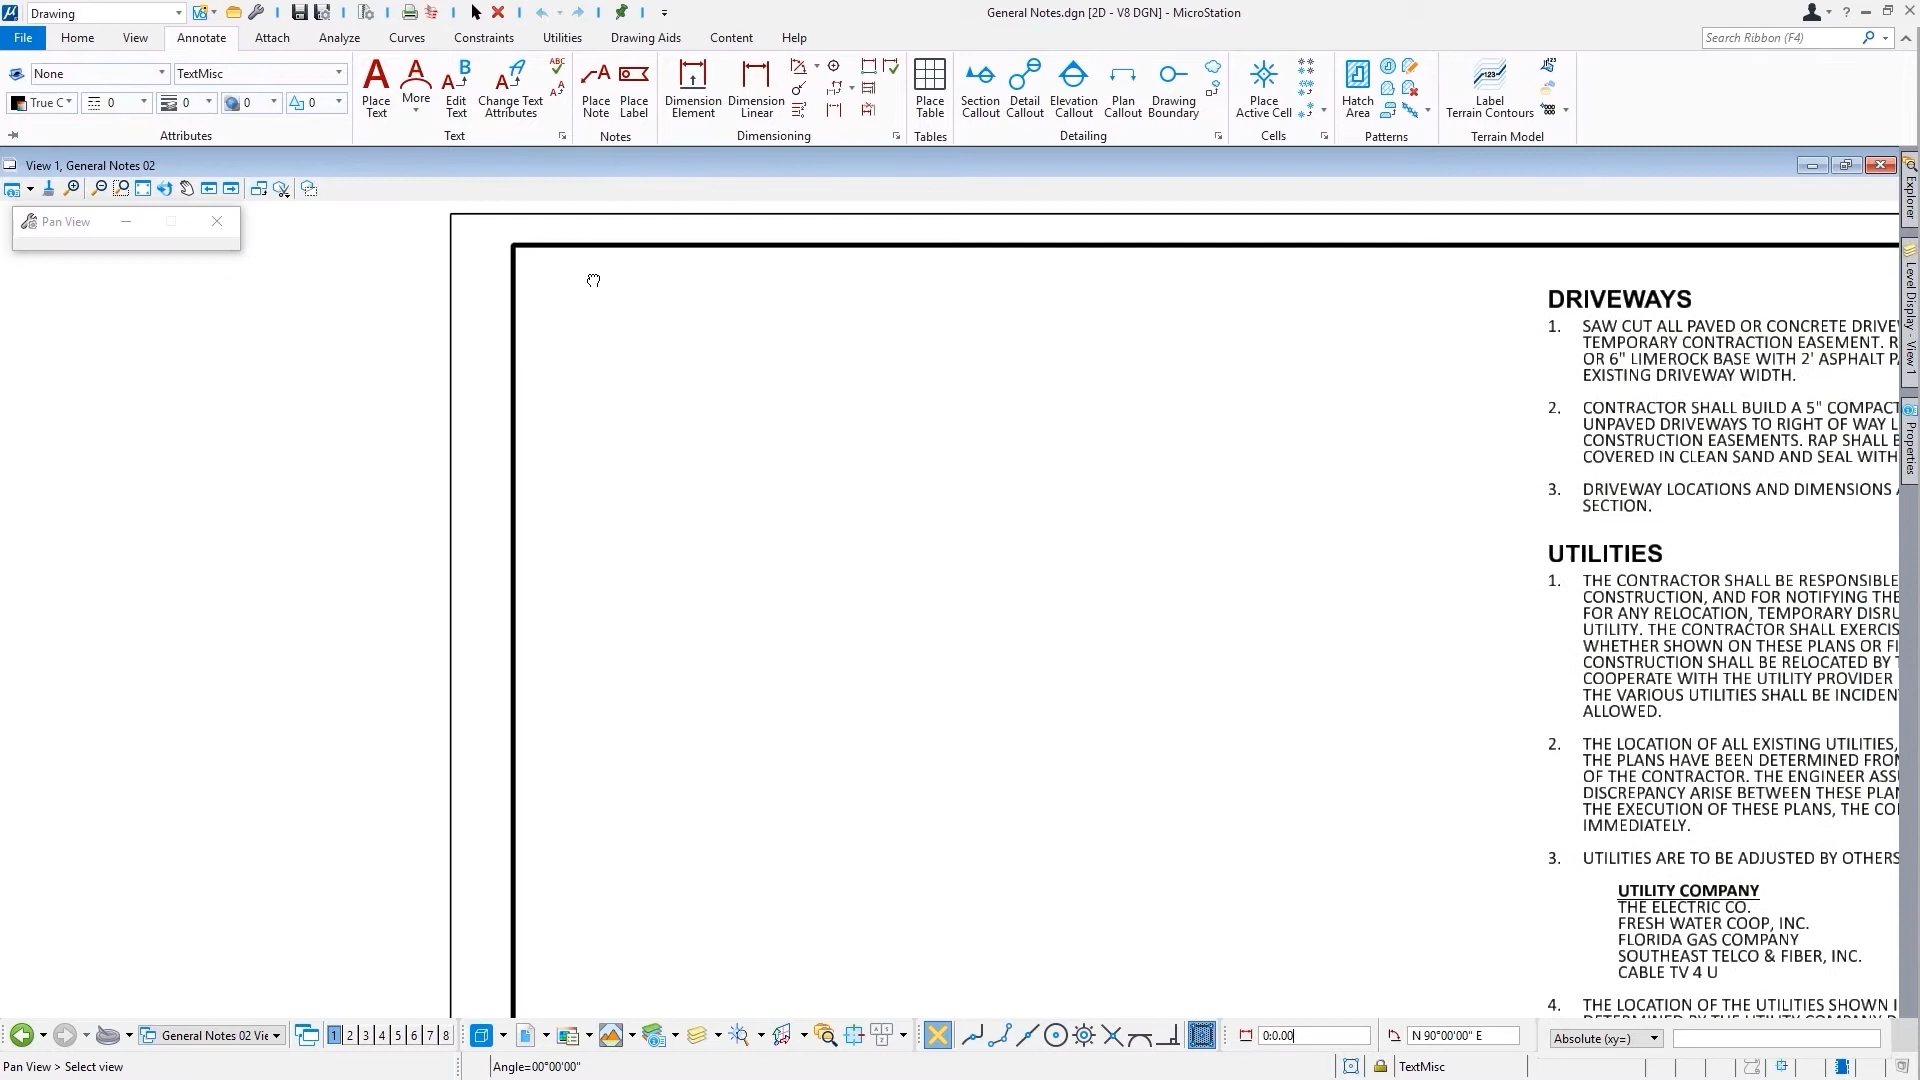 Drawing
General Notes.dgn [2D - V8 DGN] - MicroStation
File Home View Annotate Attach Analyze Curves Constraints Utilities Drawing Aids Content Help
Search Ribbon (F4)
None TextMisc
True C 0 0 0 0
Attributes
Place Text
More
Edit Text
Change Text Attributes
Text
Place Note
Place Label
Notes
Dimension Element
Dimension Linear
Dimensioning
Place Table
Tables
Section Callout
Detail Callout
Elevation Callout
Plan Callout
Drawing Boundary
Detailing
Place Active Cell
Cells
Hatch Area
Patterns
Label Terrain Contours
Terrain Model
View 1, General Notes 02
Pan View
Explorer
Level Display - View 1
Properties
DRIVEWAYS
1. SAW CUT ALL PAVED OR CONCRETE DRIVEW
TEMPORARY CONTRACTION EASEMENT. R
OR 6" LIMEROCK BASE WITH 2' ASPHALT PA
EXISTING DRIVEWAY WIDTH.
2. CONTRACTOR SHALL BUILD A 5" COMPACT
UNPAVED DRIVEWAYS TO RIGHT OF WAY L
CONSTRUCTION EASEMENTS. RAP SHALL B
COVERED IN CLEAN SAND AND SEAL WITH
3. DRIVEWAY LOCATIONS AND DIMENSIONS A
SECTION.
UTILITIES
1. THE CONTRACTOR SHALL BE RESPONSIBLE
CONSTRUCTION, AND FOR NOTIFYING THE
FOR ANY RELOCATION, TEMPORARY DISRU
UTILITY. THE CONTRACTOR SHALL EXERCIS
WHETHER SHOWN ON THESE PLANS OR FI
CONSTRUCTION SHALL BE RELOCATED BY T
COOPERATE WITH THE UTILITY PROVIDER
THE VARIOUS UTILITIES SHALL BE INCIDEN
ALLOWED.
2. THE LOCATION OF ALL EXISTING UTILITIES,
THE PLANS HAVE BEEN DETERMINED FROM
OF THE CONTRACTOR. THE ENGINEER ASS
DISCREPANCY ARISE BETWEEN THESE PLAN
THE EXECUTION OF THESE PLANS, THE CO
IMMEDIATELY.
3. UTILITIES ARE TO BE ADJUSTED BY OTHERS
UTILITY COMPANY
THE ELECTRIC CO.
FRESH WATER COOP, INC.
FLORIDA GAS COMPANY
SOUTHEAST TELCO & FIBER, INC.
CABLE TV 4 U
4. THE LOCATION OF THE UTILITIES SHOWN I
General Notes 02 Vie 1 2 3 4 5 6 7 8
0:0.00 N 90°00'00" E Absolute (xy=)
Pan View > Select view Angle=00°00'00" TextMisc